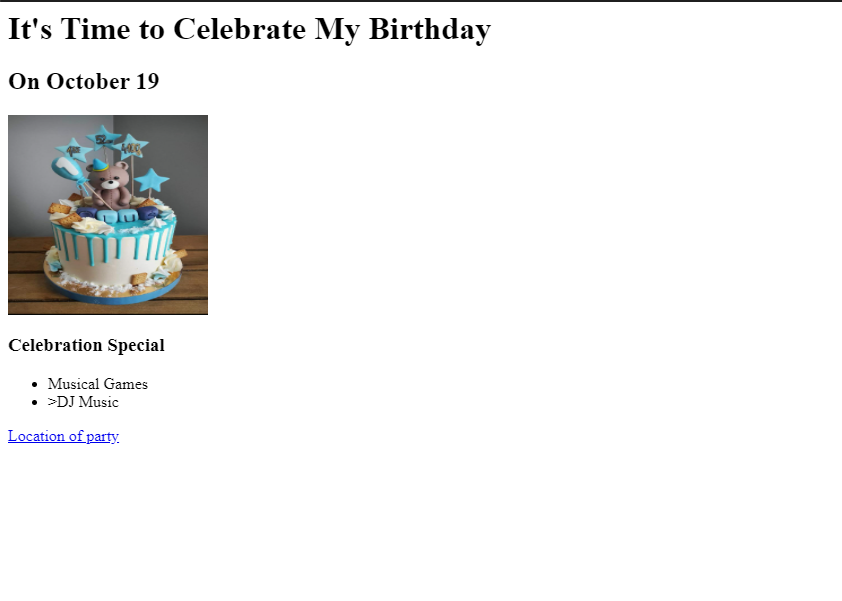 It's Time to Celebrate My Birthday
On October 19
Celebration Special
Musical Games
>DJ Music
Location of party